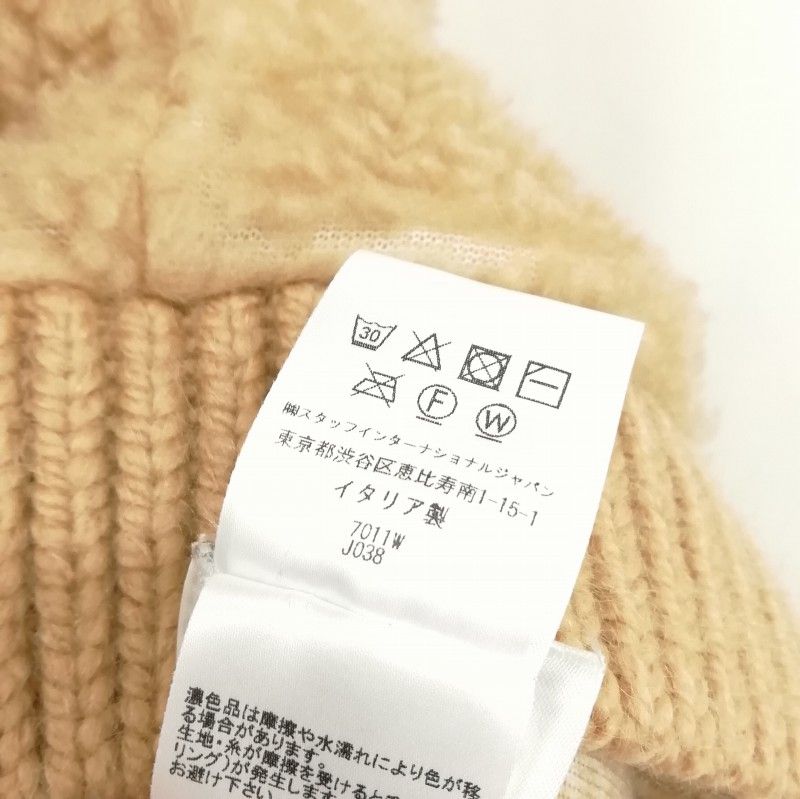 30
F W
㈱スタッフインターナショナルジャパン
東京都渋谷区恵比寿南1-15-1
イタリア製
7011W
J038
濃色品は摩擦や水濡れにより色が移
る場合があります。
生地・糸が摩擦を受けると
リング)が発生しま
お避け下さい